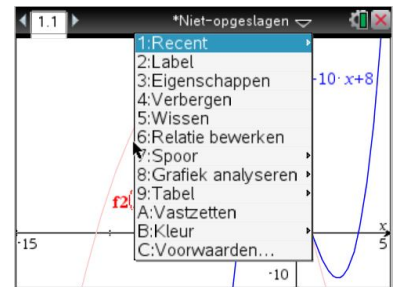 1.1 *Niet-opgeslagen
1:Recent
2:Label
3:Eigenschappen
4:Verbergen
5:Wissen
6:Relatie bewerken
7:Spoor
8:Grafiek analyseren
9:Tabel
A:Vastzetten
B:Kleur
C:Voorwaarden...
10·x+8
f2(
x
-15
5
-10